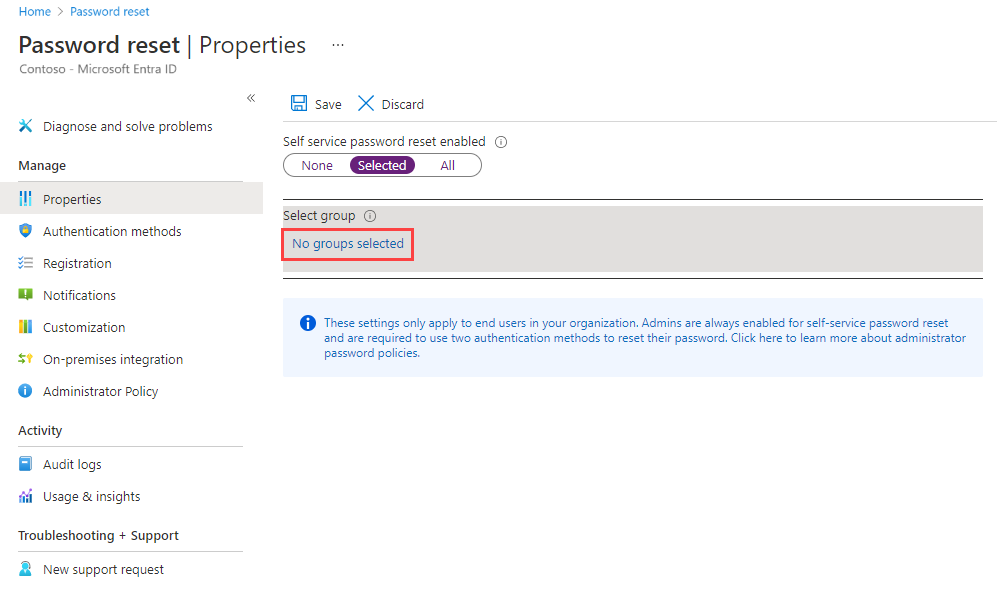 Home > Password reset
Password reset | Properties ...
Contoso - Microsoft Entra ID
«
Diagnose and solve problems
Manage
Properties
Authentication methods
Registration
Notifications
Customization
On-premises integration
Administrator Policy
Activity
Audit logs
Usage & insights
Troubleshooting + Support
New support request
Save Discard
Self service password reset enabled
None Selected All
Select group
No groups selected
These settings only apply to end users in your organization. Admins are always enabled for self-service password reset
and are required to use two authentication methods to reset their password. Click here to learn more about administrator
password policies.